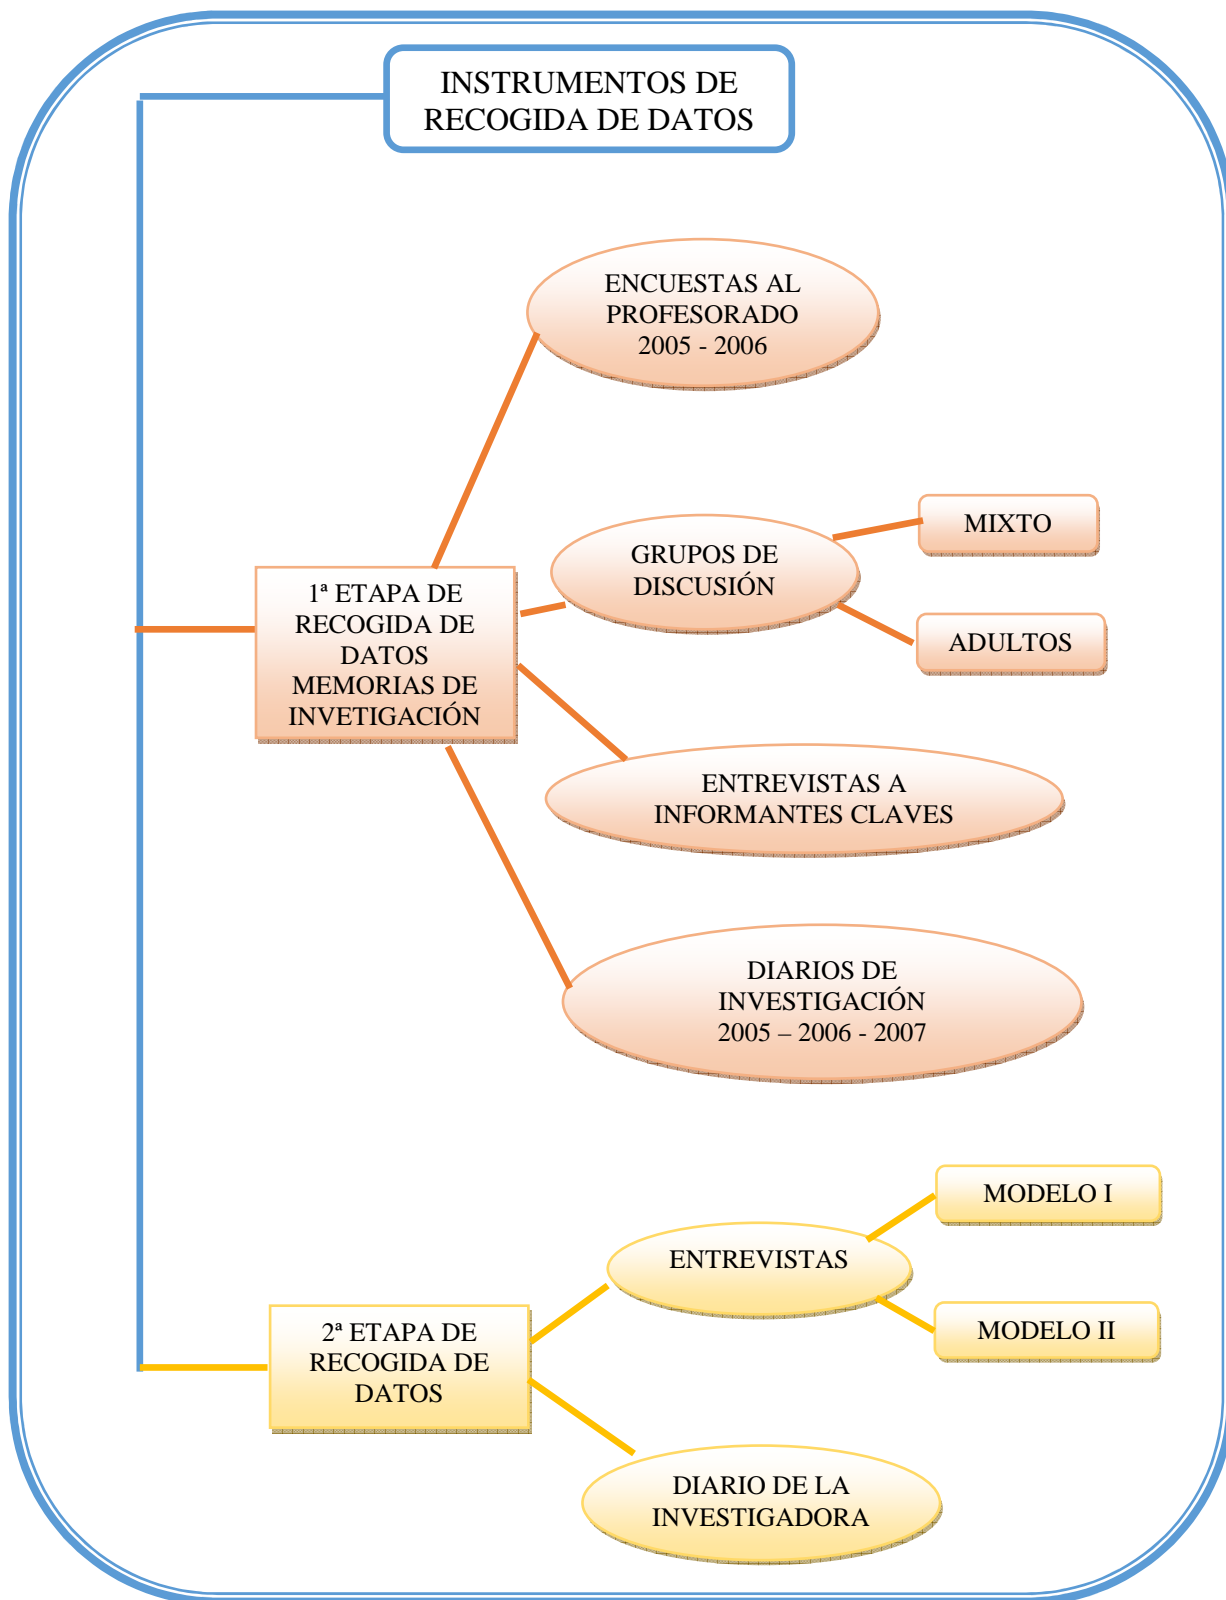 INSTRUMENTOS DE
RECOGIDA DE DATOS
ENCUESTAS AL
PROFESORADO
2005 - 2006
GRUPOS DE
DISCUSIÓN
MIXTO
ADULTOS
1ª ETAPA DE
RECOGIDA DE
DATOS
MEMORIAS DE
INVETIGACIÓN
ENTREVISTAS A
INFORMANTES CLAVES
DIARIOS DE
INVESTIGACIÓN
2005 – 2006 - 2007
2ª ETAPA DE
RECOGIDA DE
DATOS
ENTREVISTAS
MODELO I
MODELO II
DIARIO DE LA
INVESTIGADORA